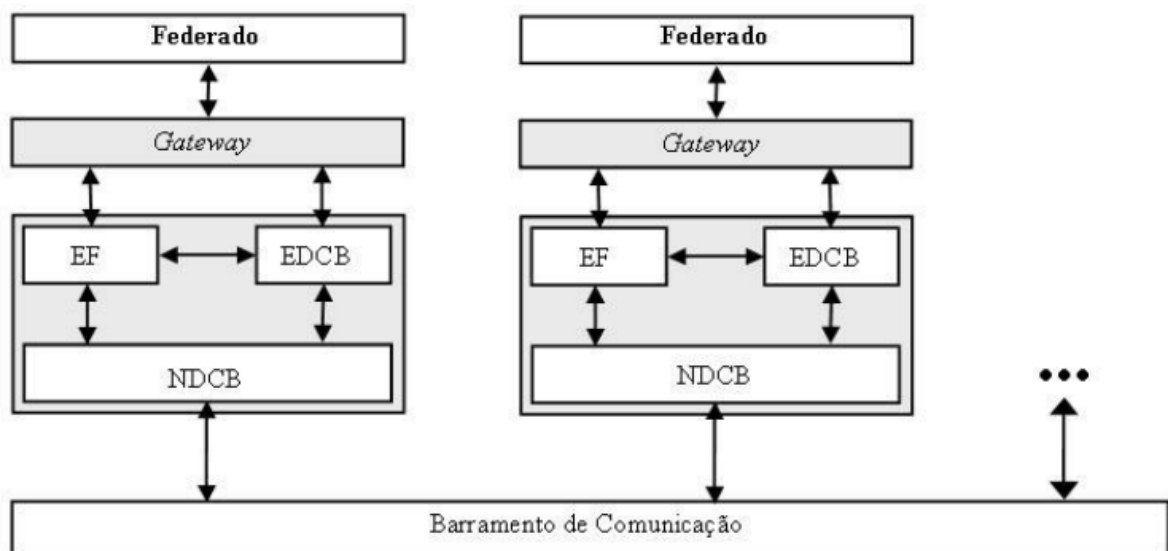 Federado
Federado
Gateway
Gateway
EF
EDCB
EF
EDCB
NDCB
NDCB
•••
Barramento de Comunicação